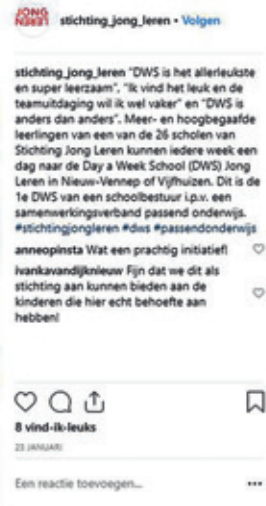 JONG
LEREN
stichting_jong_leren • Volgen
stichting_jong_leren "DWS is het allerleukste
en super leerzaam", "Ik vind het leuk en de
teamuitdaging wil ik wel vaker" en "DWS is
anders dan anders". Meer- en hoogbegaafde
leerlingen van een van de 26 scholen van
Stichting Jong Leren kunnen iedere week een
dag naar de Day a Week School (DWS) Jong
Leren in Nieuw-Vennep of Vijfhuizen. Dit is de
1e DWS van een schoolbestuur i.p.v. een
samenwerkingsverband passend onderwijs.
#stichtingjongleren #dws #passendonderwijs
anneopinsta Wat een prachtig initiatief!
ivankavandijknieuw Fijn dat we dit als
stichting aan kunnen bieden aan de
kinderen die hier echt behoefte aan
hebben!
8 vind-ik-leuks
23 JANUARI
Een reactie toevoegen...